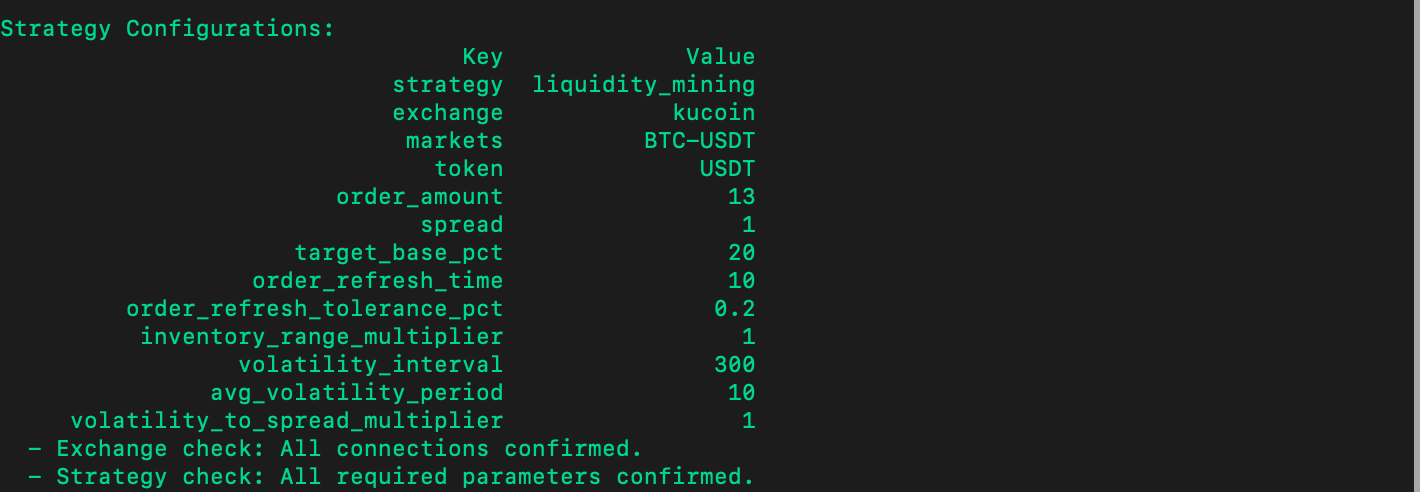 Strategy Configurations:
Key Value
strategy liquidity_mining
exchange kucoin
markets BTC-USDT
token USDT
order_amount 13
spread 1
target_base_pct 20
order_refresh_time 10
order_refresh_tolerance_pct 0.2
inventory_range_multiplier 1
volatility_interval 300
avg_volatility_period 10
volatility_to_spread_multiplier 1
- Exchange check: All connections confirmed.
- Strategy check: All required parameters confirmed.